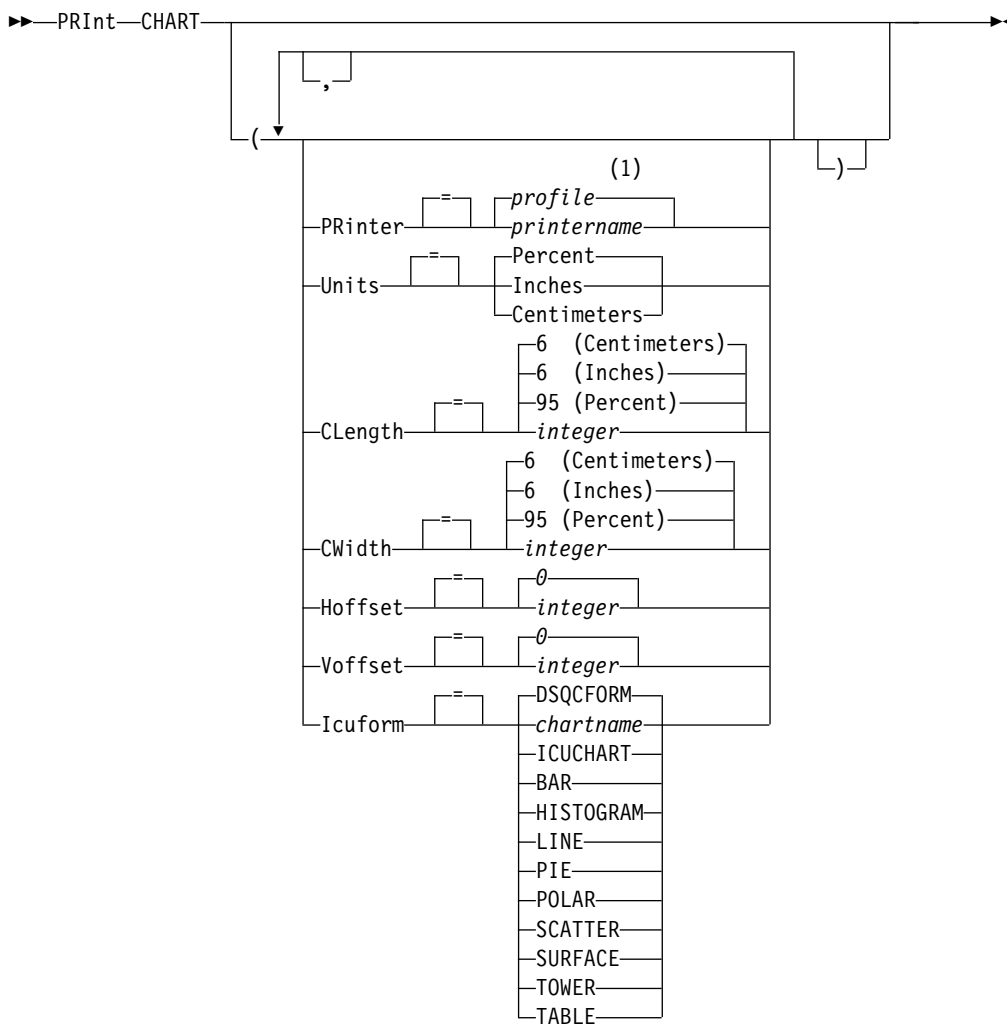 PRInt CHART
,
(
)
(1)
PRinter = profile
printername
Units = Percent
Inches
Centimeters
CLength = 6 (Centimeters)
6 (Inches)
95 (Percent)
integer
CWidth = 6 (Centimeters)
6 (Inches)
95 (Percent)
integer
Hoffset = 0
integer
Voffset = 0
integer
Icuform = DSQCFORM
chartname
ICUCHART
BAR
HISTOGRAM
LINE
PIE
POLAR
SCATTER
SURFACE
TOWER
TABLE